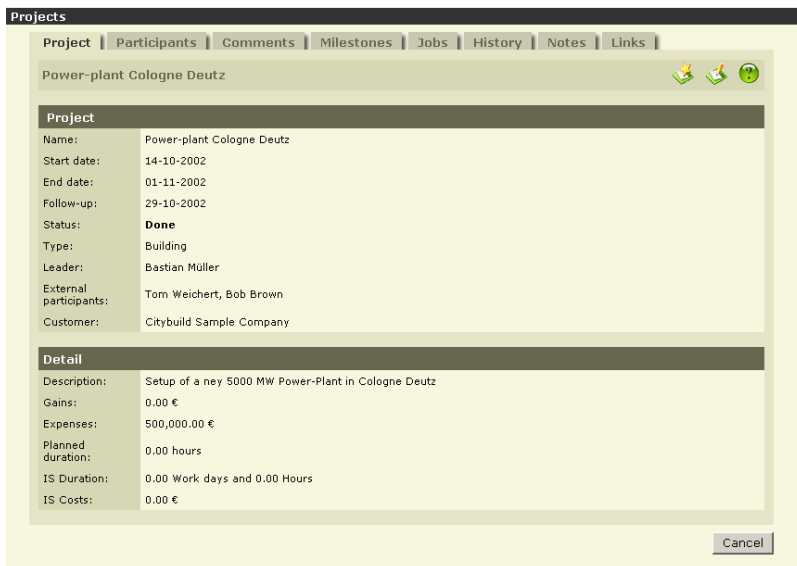 Projects
Project Participants Comments Milestones Jobs History Notes Links
Power-plant Cologne Deutz
?
Project
Name: Power-plant Cologne Deutz
Start date: 14-10-2002
End date: 01-11-2002
Follow-up: 29-10-2002
Status: Done
Type: Building
Leader: Bastian Müller
External
participants: Tom Weichert, Bob Brown
Customer: Citybuild Sample Company
Detail
Description: Setup of a ney 5000 MW Power-Plant in Cologne Deutz
Gains: 0.00 €
Expenses: 500,000.00 €
Planned
duration: 0.00 hours
IS Duration: 0.00 Work days and 0.00 Hours
IS Costs: 0.00 €
Cancel